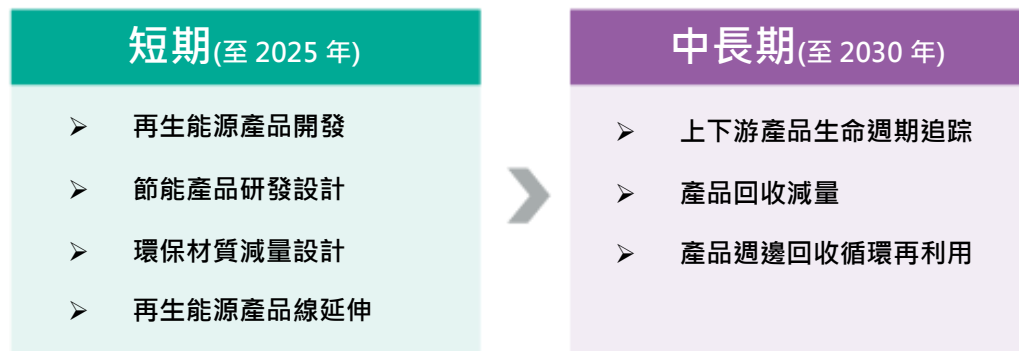 短期(至 2025 年)
➢ 再生能源產品開發
➢ 節能產品研發設計
➢ 環保材質減量設計
➢ 再生能源產品線延伸
中長期(至 2030 年)
➢ 上下游產品生命週期追踪
➢ 產品回收減量
➢ 產品週邊回收循環再利用